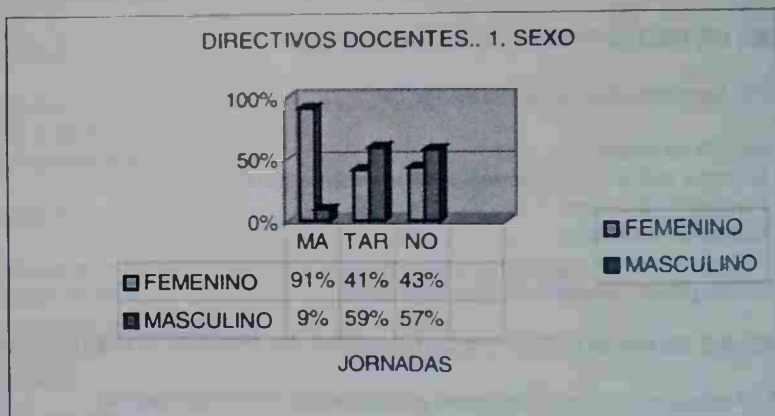 DIRECTIVOS DOCENTES.. 1. SEXO
100%
50%
0%
MA TAR NO
FEMENINO 91% 41% 43%
MASCULINO 9% 59% 57%
JORNADAS
FEMENINO
MASCULINO